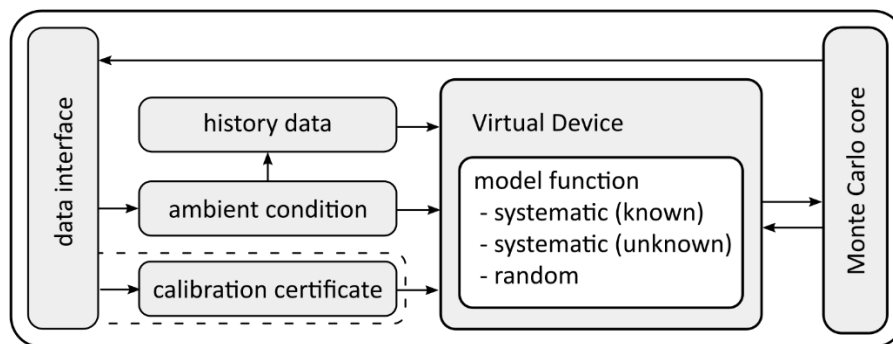 data interface
history data
ambient condition
calibration certificate
Virtual Device
model function
- systematic (known)
- systematic (unknown)
- random
Monte Carlo core